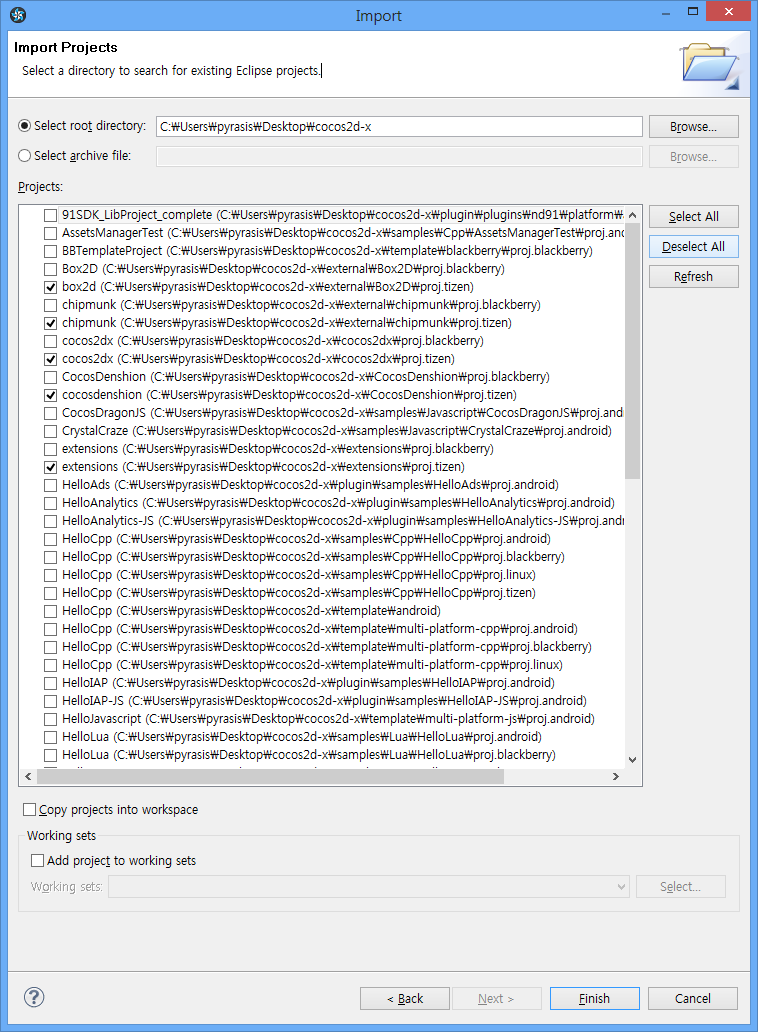 Import
Import Projects
Select a directory to search for existing Eclipse projects.
Select root directory: C:₩Users₩pyrasis₩Desktop₩cocos2d-x Browse...
Select archive file: Browse...
Projects:
91SDK_LibProject_complete (C:₩Users₩pyrasis₩Desktop₩cocos2d-x₩plugin₩plugins₩nd91₩platform₩
AssetsManagerTest (C:₩Users₩pyrasis₩Desktop₩cocos2d-x₩samples₩Cpp₩AssetsManagerTest₩proj.and
BBTemplateProject (C:₩Users₩pyrasis₩Desktop₩cocos2d-x₩template₩blackberry₩proj.blackberry)
Box2D (C:₩Users₩pyrasis₩Desktop₩cocos2d-x₩external₩Box2D₩proj.blackberry)
box2d (C:₩Users₩pyrasis₩Desktop₩cocos2d-x₩external₩Box2D₩proj.tizen)
chipmunk (C:₩Users₩pyrasis₩Desktop₩cocos2d-x₩external₩chipmunk₩proj.blackberry)
chipmunk (C:₩Users₩pyrasis₩Desktop₩cocos2d-x₩external₩chipmunk₩proj.tizen)
cocos2dx (C:₩Users₩pyrasis₩Desktop₩cocos2d-x₩cocos2dx₩proj.blackberry)
cocos2dx (C:₩Users₩pyrasis₩Desktop₩cocos2d-x₩cocos2dx₩proj.tizen)
CocosDenshion (C:₩Users₩pyrasis₩Desktop₩cocos2d-x₩CocosDenshion₩proj.blackberry)
cocosdenshion (C:₩Users₩pyrasis₩Desktop₩cocos2d-x₩CocosDenshion₩proj.tizen)
CocosDragonJS (C:₩Users₩pyrasis₩Desktop₩cocos2d-x₩samples₩Javascript₩CocosDragonJS₩proj.and
CrystalCraze (C:₩Users₩pyrasis₩Desktop₩cocos2d-x₩samples₩Javascript₩CrystalCraze₩proj.android)
extensions (C:₩Users₩pyrasis₩Desktop₩cocos2d-x₩extensions₩proj.blackberry)
extensions (C:₩Users₩pyrasis₩Desktop₩cocos2d-x₩extensions₩proj.tizen)
HelloAds (C:₩Users₩pyrasis₩Desktop₩cocos2d-x₩plugin₩samples₩HelloAds₩proj.android)
HelloAnalytics (C:₩Users₩pyrasis₩Desktop₩cocos2d-x₩plugin₩samples₩HelloAnalytics₩proj.android)
HelloAnalytics-JS (C:₩Users₩pyrasis₩Desktop₩cocos2d-x₩plugin₩samples₩HelloAnalytics-JS₩proj.andr
HelloCpp (C:₩Users₩pyrasis₩Desktop₩cocos2d-x₩samples₩Cpp₩HelloCpp₩proj.android)
HelloCpp (C:₩Users₩pyrasis₩Desktop₩cocos2d-x₩samples₩Cpp₩HelloCpp₩proj.blackberry)
HelloCpp (C:₩Users₩pyrasis₩Desktop₩cocos2d-x₩samples₩Cpp₩HelloCpp₩proj.linux)
HelloCpp (C:₩Users₩pyrasis₩Desktop₩cocos2d-x₩samples₩Cpp₩HelloCpp₩proj.tizen)
HelloCpp (C:₩Users₩pyrasis₩Desktop₩cocos2d-x₩template₩android)
HelloCpp (C:₩Users₩pyrasis₩Desktop₩cocos2d-x₩template₩multi-platform-cpp₩proj.android)
HelloCpp (C:₩Users₩pyrasis₩Desktop₩cocos2d-x₩template₩multi-platform-cpp₩proj.blackberry)
HelloCpp (C:₩Users₩pyrasis₩Desktop₩cocos2d-x₩template₩multi-platform-cpp₩proj.linux)
HelloIAP (C:₩Users₩pyrasis₩Desktop₩cocos2d-x₩plugin₩samples₩HelloIAP₩proj.android)
HelloIAP-JS (C:₩Users₩pyrasis₩Desktop₩cocos2d-x₩plugin₩samples₩HelloIAP-JS₩proj.android)
HelloJavascript (C:₩Users₩pyrasis₩Desktop₩cocos2d-x₩template₩multi-platform-js₩proj.android)
HelloLua (C:₩Users₩pyrasis₩Desktop₩cocos2d-x₩samples₩Lua₩HelloLua₩proj.android)
HelloLua (C:₩Users₩pyrasis₩Desktop₩cocos2d-x₩samples₩Lua₩HelloLua₩proj.blackberry)
Select All
Deselect All
Refresh
Copy projects into workspace
Working sets
Add project to working sets
Working sets: Select...
? < Back Next > Finish Cancel